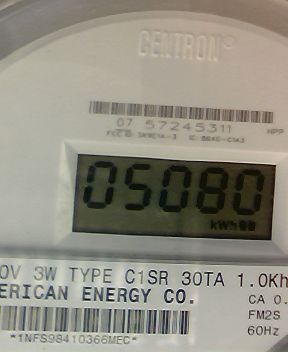 CENTRON®
07 57245311
HPP
05080
kWh
0V 3W TYPE C1SR 30TA 1.0Kh
ERICAN ENERGY CO.
CA 0.
FM2S
60Hz
*1NFS98410366MEC*